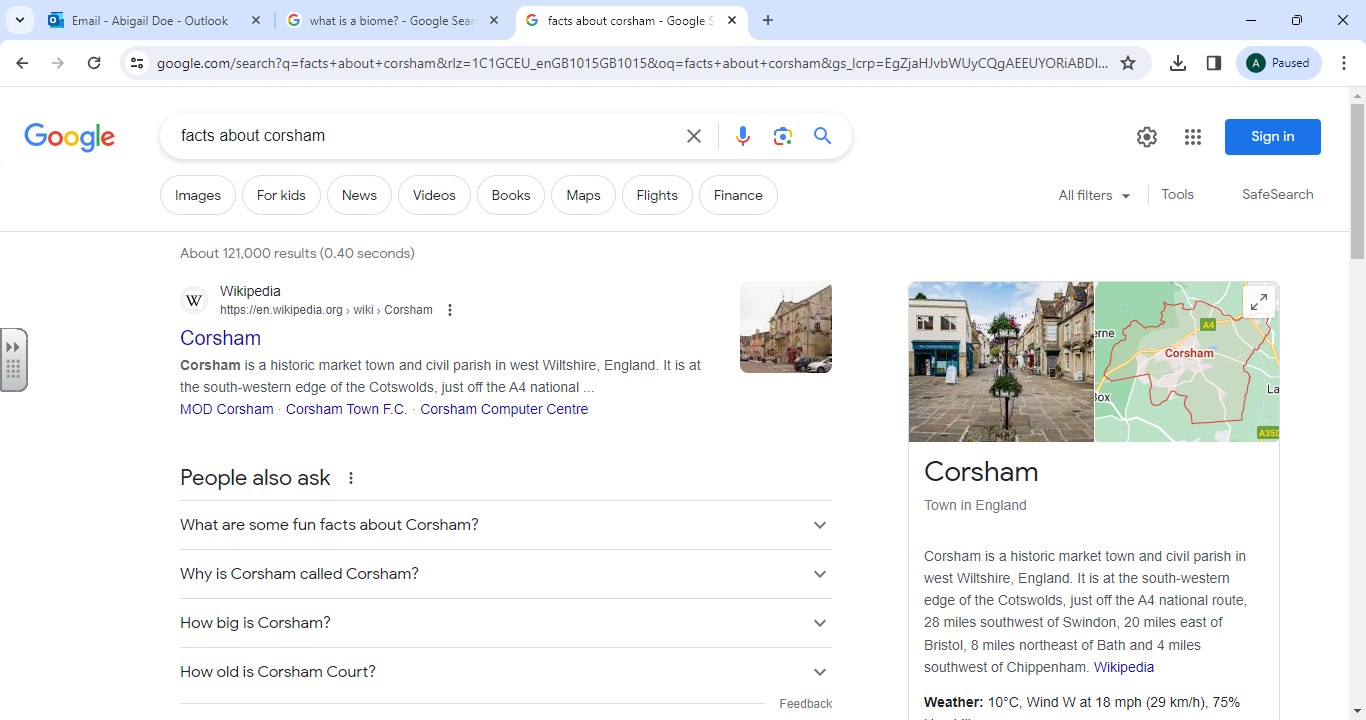 Email - Abigail Doe - Outlook
what is a biome? - Google Sear
facts about corsham - Google S
google.com/search?q=facts+about+corsham&rlz=1C1GCEU_enGB1015GB1015&oq=facts+about+corsham&gs_lcrp=EgZjaHJvbWUyCQgAEEUYORiABDI...
A Paused
Google
facts about corsham
Sign in
Images
For kids
News
Videos
Books
Maps
Flights
Finance
All filters
Tools
SafeSearch
About 121,000 results (0.40 seconds)
W
Wikipedia
https://en.wikipedia.org › wiki › Corsham
Corsham
Corsham is a historic market town and civil parish in west Wiltshire, England. It is at
the south-western edge of the Cotswolds, just off the A4 national ...
MOD Corsham · Corsham Town F.C. · Corsham Computer Centre
People also ask
What are some fun facts about Corsham?
Why is Corsham called Corsham?
How big is Corsham?
How old is Corsham Court?
Feedback
A4
erne
Corsham
La
Box
A350
Corsham
Town in England
Corsham is a historic market town and civil parish in
west Wiltshire, England. It is at the south-western
edge of the Cotswolds, just off the A4 national route,
28 miles southwest of Swindon, 20 miles east of
Bristol, 8 miles northeast of Bath and 4 miles
southwest of Chippenham. Wikipedia
Weather: 10°C, Wind W at 18 mph (29 km/h), 75%